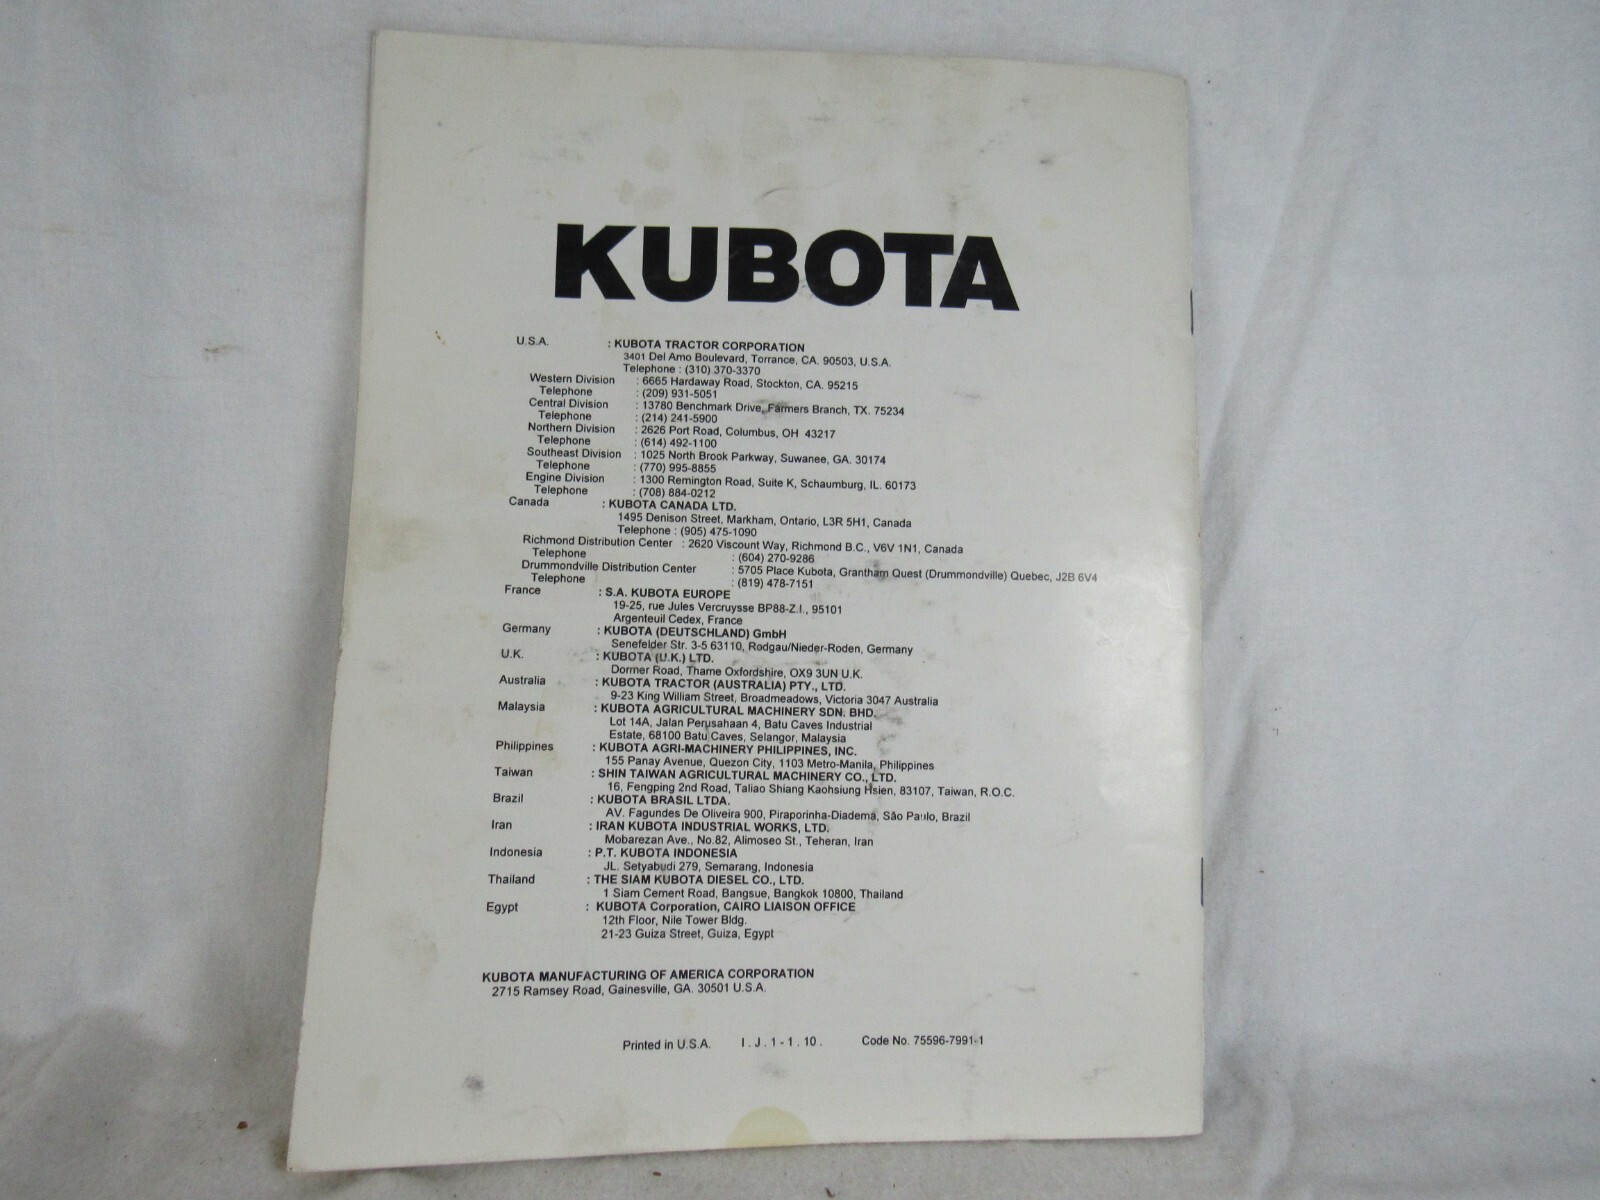 KUBOTA
U.S.A. : KUBOTA TRACTOR CORPORATION
3401 Del Amo Boulevard, Torrance, CA. 90503, U.S.A.
Telephone : (310) 370-3370
Western Division : 6665 Hardaway Road, Stockton, CA. 95215
Telephone : (209) 931-5051
Central Division : 13780 Benchmark Drive, Farmers Branch, TX. 75234
Telephone : (214) 241-5900
Northern Division : 2626 Port Road, Columbus, OH 43217
Telephone : (614) 492-1100
Southeast Division : 1025 North Brook Parkway, Suwanee, GA. 30174
Telephone : (770) 995-8855
Engine Division : 1300 Remington Road, Suite K, Schaumburg, IL. 60173
Telephone : (708) 884-0212
Canada : KUBOTA CANADA LTD.
1495 Denison Street, Markham, Ontario, L3R 5H1, Canada
Telephone : (905) 475-1090
Richmond Distribution Center : 2620 Viscount Way, Richmond B.C., V6V 1N1, Canada
Telephone : (604) 270-9286
Drummondville Distribution Center : 5705 Place Kubota, Grantham Quest (Drummondville) Quebec, J2B 6V4
Telephone : (819) 478-7151
France : S.A. KUBOTA EUROPE
19-25, rue Jules Vercruysse BP88-Z.I., 95101
Argenteuil Cedex, France
Germany : KUBOTA (DEUTSCHLAND) GmbH
Senefelder Str. 3-5 63110, Rodgau/Nieder-Roden, Germany
U.K. : KUBOTA (U.K.) LTD.
Dormer Road, Thame Oxfordshire, OX9 3UN U.K.
Australia : KUBOTA TRACTOR (AUSTRALIA) PTY., LTD.
9-23 King William Street, Broadmeadows, Victoria 3047 Australia
Malaysia : KUBOTA AGRICULTURAL MACHINERY SDN. BHD.
Lot 14A, Jalan Perusahaan 4, Batu Caves Industrial
Estate, 68100 Batu Caves, Selangor, Malaysia
Philippines : KUBOTA AGRI-MACHINERY PHILIPPINES, INC.
155 Panay Avenue, Quezon City, 1103 Metro-Manila, Philippines
Taiwan : SHIN TAIWAN AGRICULTURAL MACHINERY CO., LTD.
16, Fengping 2nd Road, Taliao Shiang Kaohsiung Hsien, 83107, Taiwan, R.O.C.
Brazil : KUBOTA BRASIL LTDA.
AV. Fagundes De Oliveira 900, Piraporinha-Diadema, São Paulo, Brazil
Iran : IRAN KUBOTA INDUSTRIAL WORKS, LTD.
Mobarezan Ave., No.82, Alimoseo St., Teheran, Iran
Indonesia : P.T. KUBOTA INDONESIA
JL. Setyabudi 279, Semarang, Indonesia
Thailand : THE SIAM KUBOTA DIESEL CO., LTD.
1 Siam Cement Road, Bangsue, Bangkok 10800, Thailand
Egypt : KUBOTA Corporation, CAIRO LIAISON OFFICE
12th Floor, Nile Tower Bldg.
21-23 Guiza Street, Guiza, Egypt
KUBOTA MANUFACTURING OF AMERICA CORPORATION
2715 Ramsey Road, Gainesville, GA. 30501 U.S.A.
Printed in U.S.A. I . J . 1 - 1 . 10 . Code No. 75596-7991-1